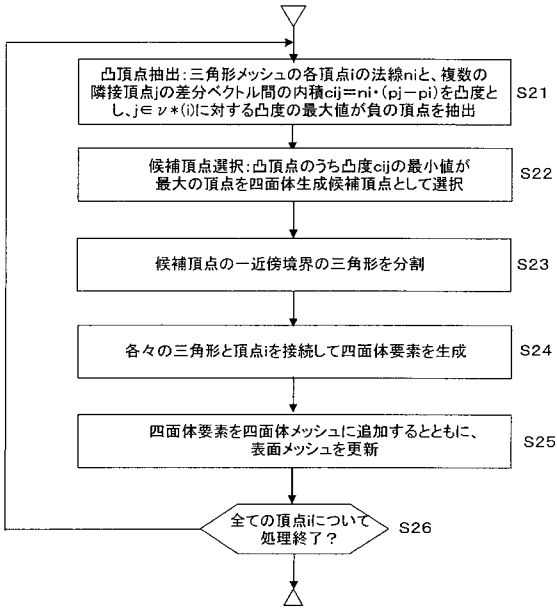 凸頂点抽出:三角形メッシュの各頂点iの法線niと、複数の
隣接頂点jの差分ベクトル間の内積cij=ni・(pj-pi)を凸度と
し、j∈ν*(i)に対する凸度の最大値が負の頂点を抽出
S21
候補頂点選択:凸頂点のうち凸度cijの最小値が
最大の頂点を四面体生成候補頂点として選択
S22
候補頂点の一近傍境界の三角形を分割
S23
各々の三角形と頂点iを接続して四面体要素を生成
S24
四面体要素を四面体メッシュに追加するとともに、
表面メッシュを更新
S25
全ての頂点iについて
処理終了?
S26